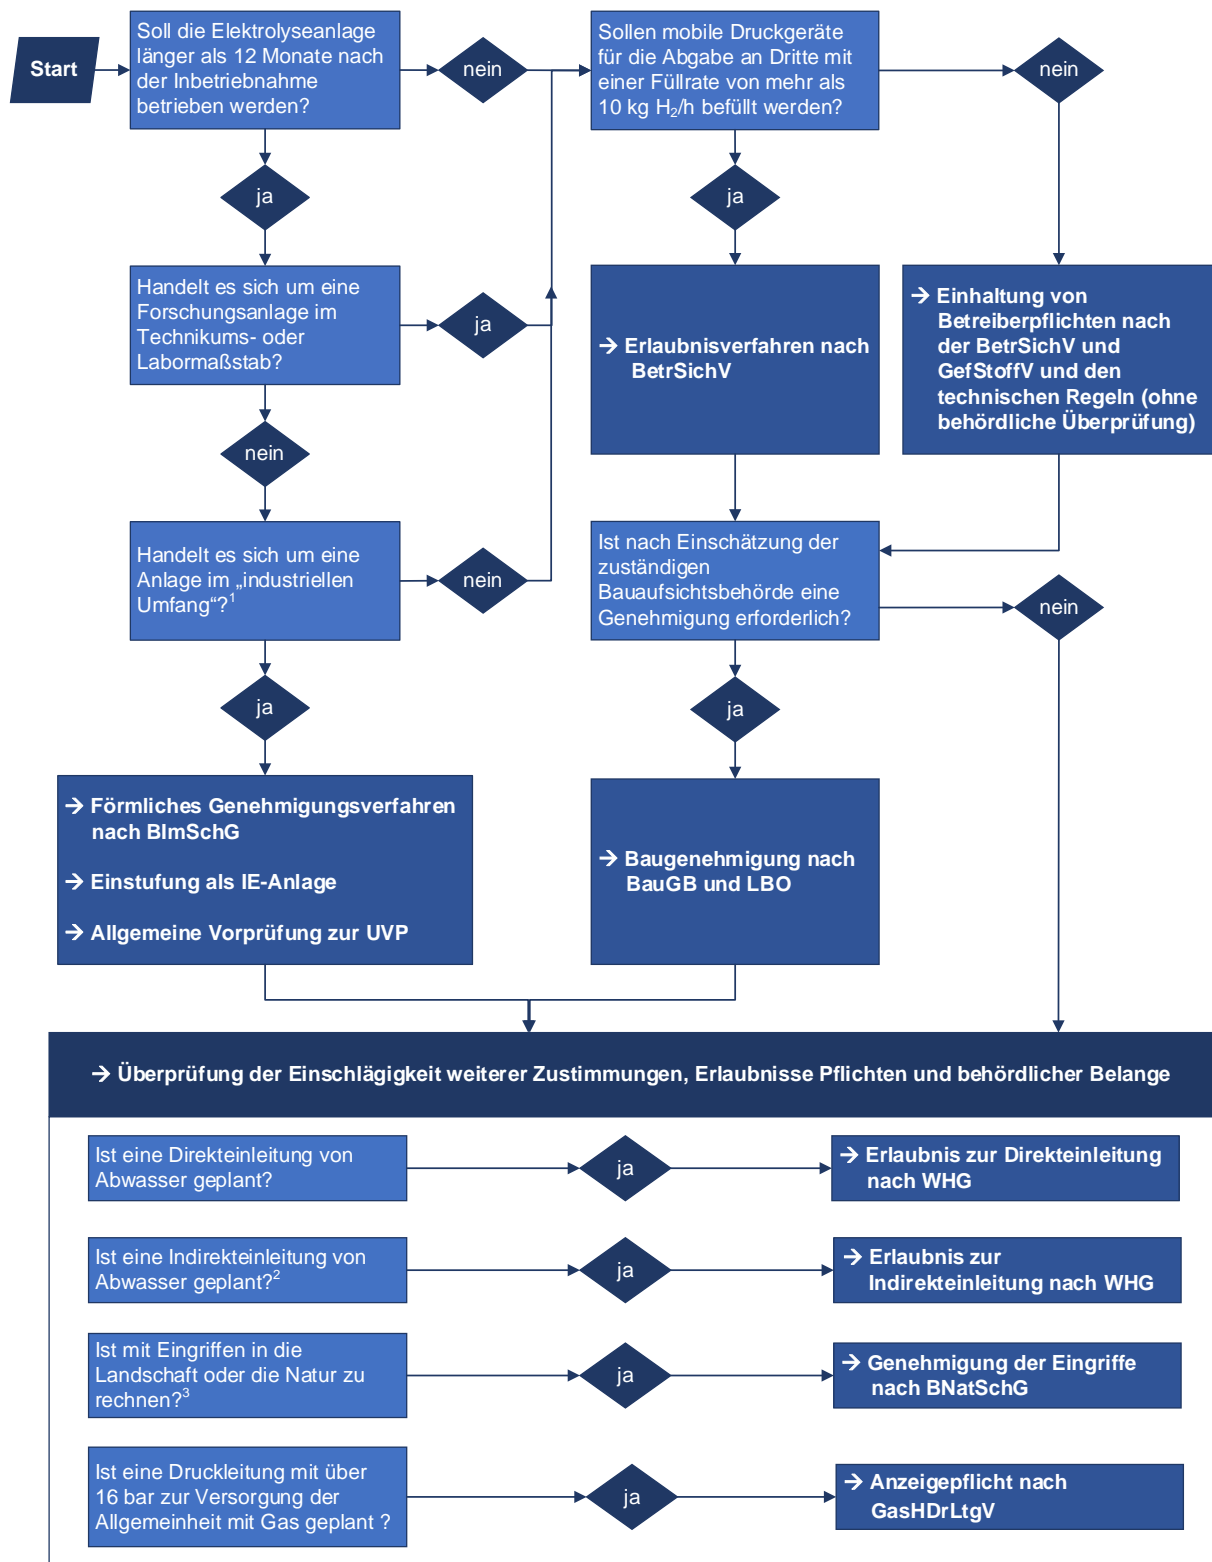 Start
Soll die Elektrolyseanlage
länger als 12 Monate nach
der Inbetriebnahme
betrieben werden?
nein
Sollen mobile Druckgeräte
für die Abgabe an Dritte mit
einer Füllrate von mehr als
10 kg H₂/h befüllt werden?
nein
ja
ja
Handelt es sich um eine
Forschungsanlage im
Technikums- oder
Labormaßstab?
ja
→ Erlaubnisverfahren nach
BetrSichV
→ Einhaltung von
Betreiberpflichten nach
der BetrSichV und
GefStoffV und den
technischen Regeln (ohne
behördliche Überprüfung)
nein
Handelt es sich um eine
Anlage im „industriellen
Umfang“?¹
nein
Ist nach Einschätzung der
zuständigen
Bauaufsichtsbehörde eine
Genehmigung erforderlich?
nein
ja
ja
→ Förmliches Genehmigungsverfahren
nach BImSchG
→ Einstufung als IE-Anlage
→ Allgemeine Vorprüfung zur UVP
→ Baugenehmigung nach
BauGB und LBO
→ Überprüfung der Einschlägigkeit weiterer Zustimmungen, Erlaubnisse Pflichten und behördlicher Belange
Ist eine Direkteinleitung von
Abwasser geplant?
ja
→ Erlaubnis zur Direkteinleitung
nach WHG
Ist eine Indirekteinleitung von
Abwasser geplant?²
ja
→ Erlaubnis zur
Indirekteinleitung nach WHG
Ist mit Eingriffen in die
Landschaft oder die Natur zu
rechnen?³
ja
→ Genehmigung der Eingriffe
nach BNatSchG
Ist eine Druckleitung mit über
16 bar zur Versorgung der
Allgemeinheit mit Gas geplant ?
ja
→ Anzeigepflicht nach
GasHDrLtgV